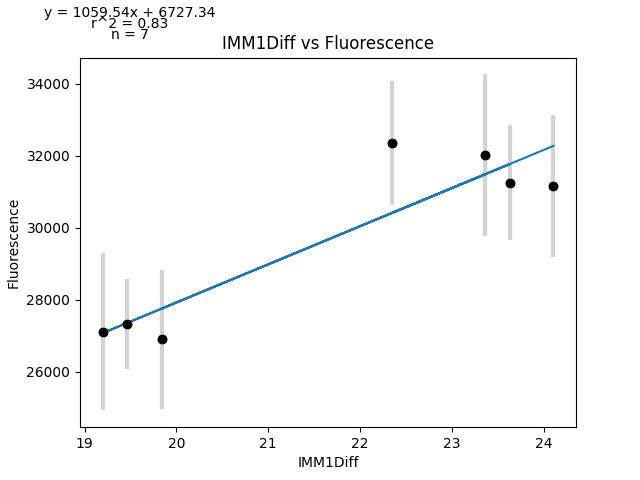 y = 1059.54x + 6727.34
r^2 = 0.83
n = 7
IMM1Diff vs Fluorescence
34000
32000
30000
28000
26000
Fluorescence
19 20 21 22 23 24
IMM1Diff